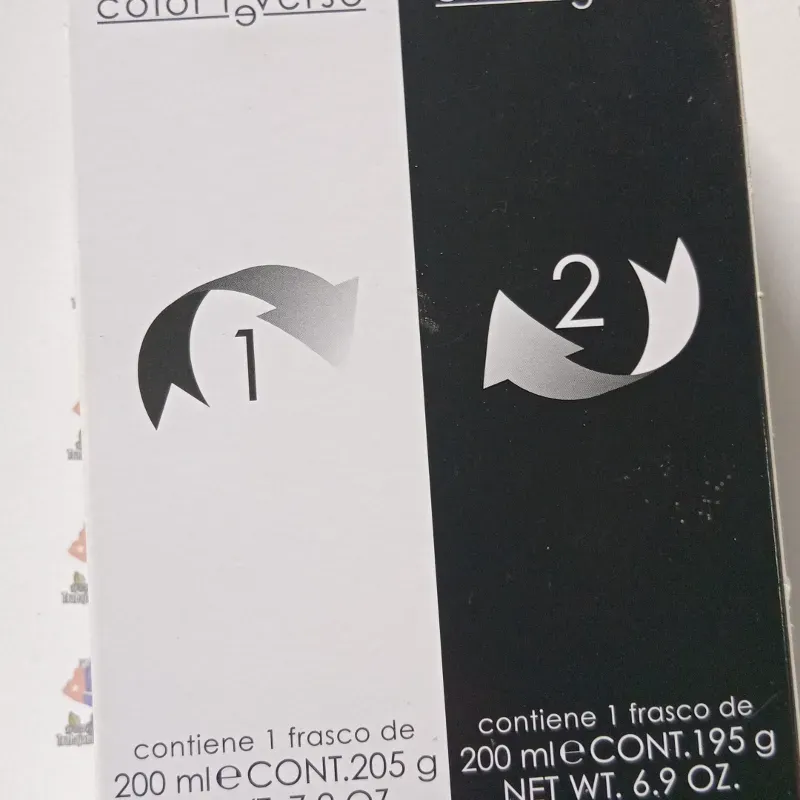 color reverso
1
contiene 1 frasco de
200 ml e CONT.205 g
2
contiene 1 frasco de
200 ml e CONT.195 g
NET WT. 6.9 OZ.